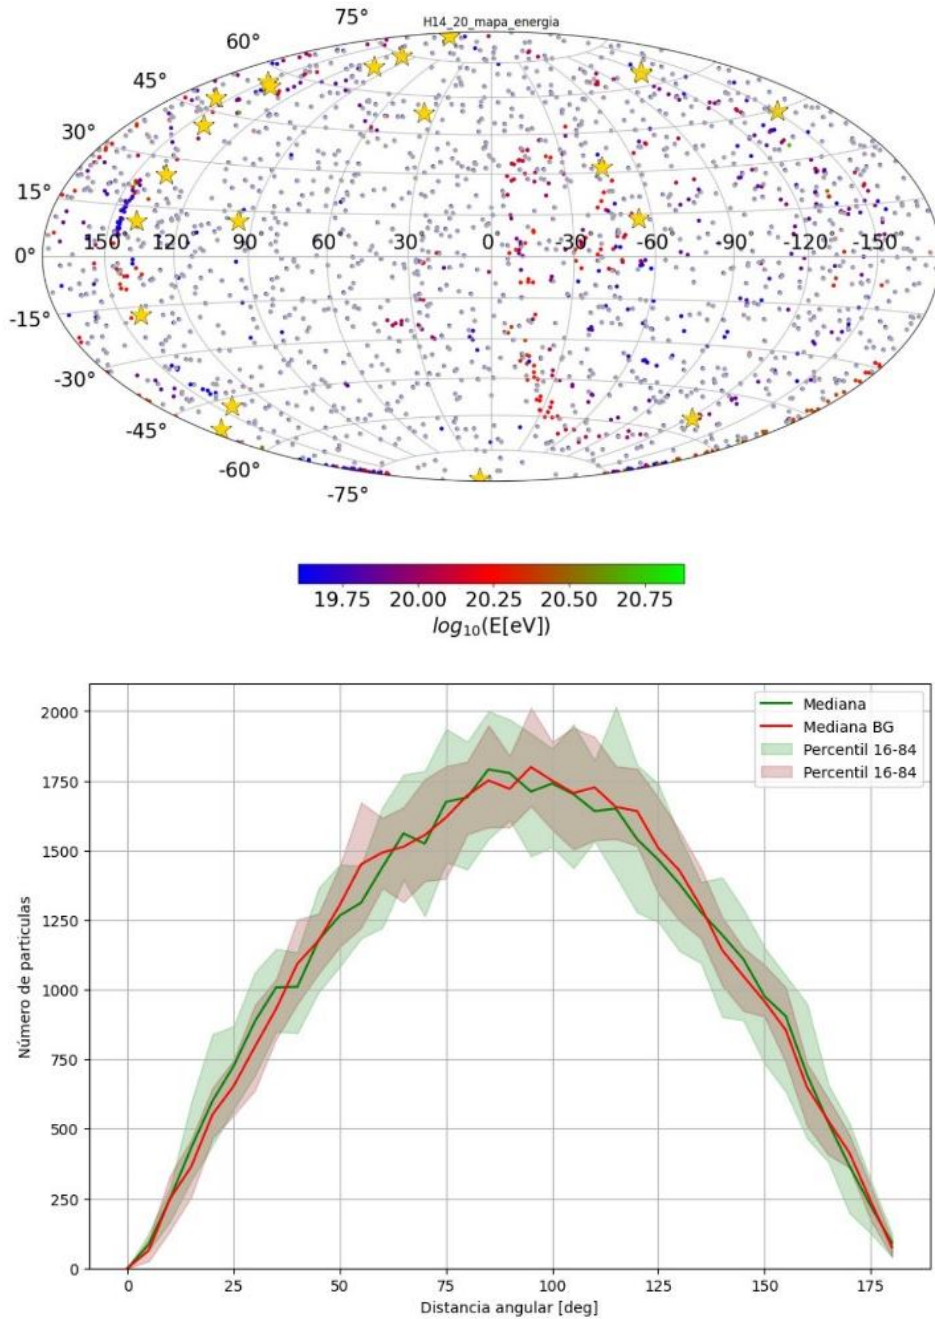 H14_20_mapa_energia
75°
60°
45°
30°
15°
0°
-15°
-30°
-45°
-60°
-75°
150 120 90 60 30 0 -30 -60 -90 -120 -150°
19.75 20.00 20.25 20.50 20.75
log10(E[eV])
Mediana
Mediana BG
Percentil 16-84
Percentil 16-84
Número de particulas
2000
1750
1500
1250
1000
750
500
250
0
0 25 50 75 100 125 150 175
Distancia angular [deg]